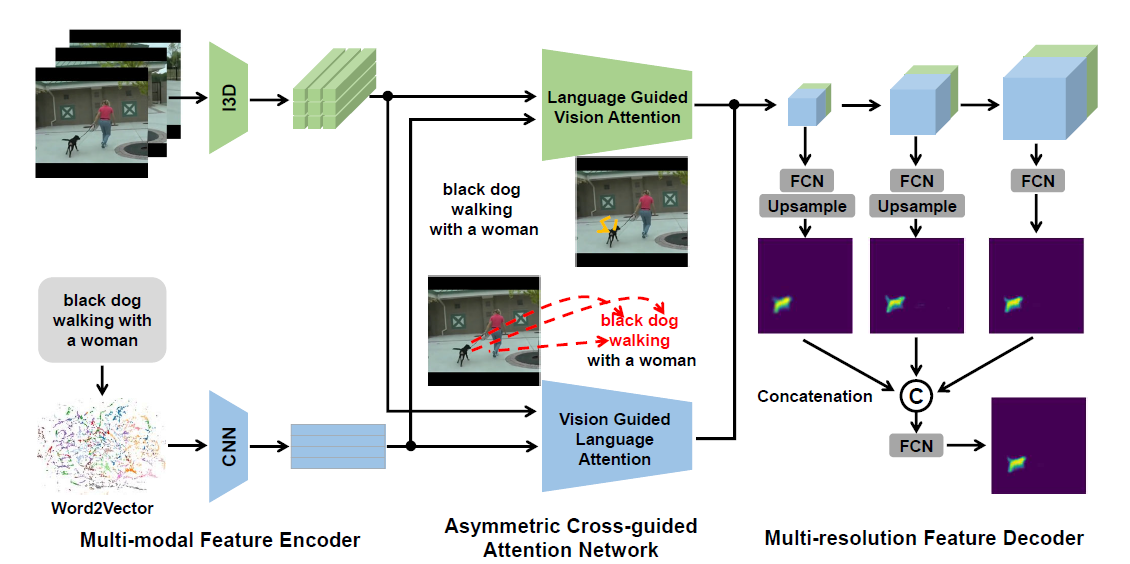 I3D
Language Guided
Vision Attention
black dog
walking
with a woman
black dog
walking
with a woman
black dog
walking with
a woman
Word2Vector
CNN
Vision Guided
Language
Attention
FCN
Upsample
FCN
Upsample
FCN
Concatenation
C
FCN
Multi-modal Feature Encoder
Asymmetric Cross-guided
Attention Network
Multi-resolution Feature Decoder